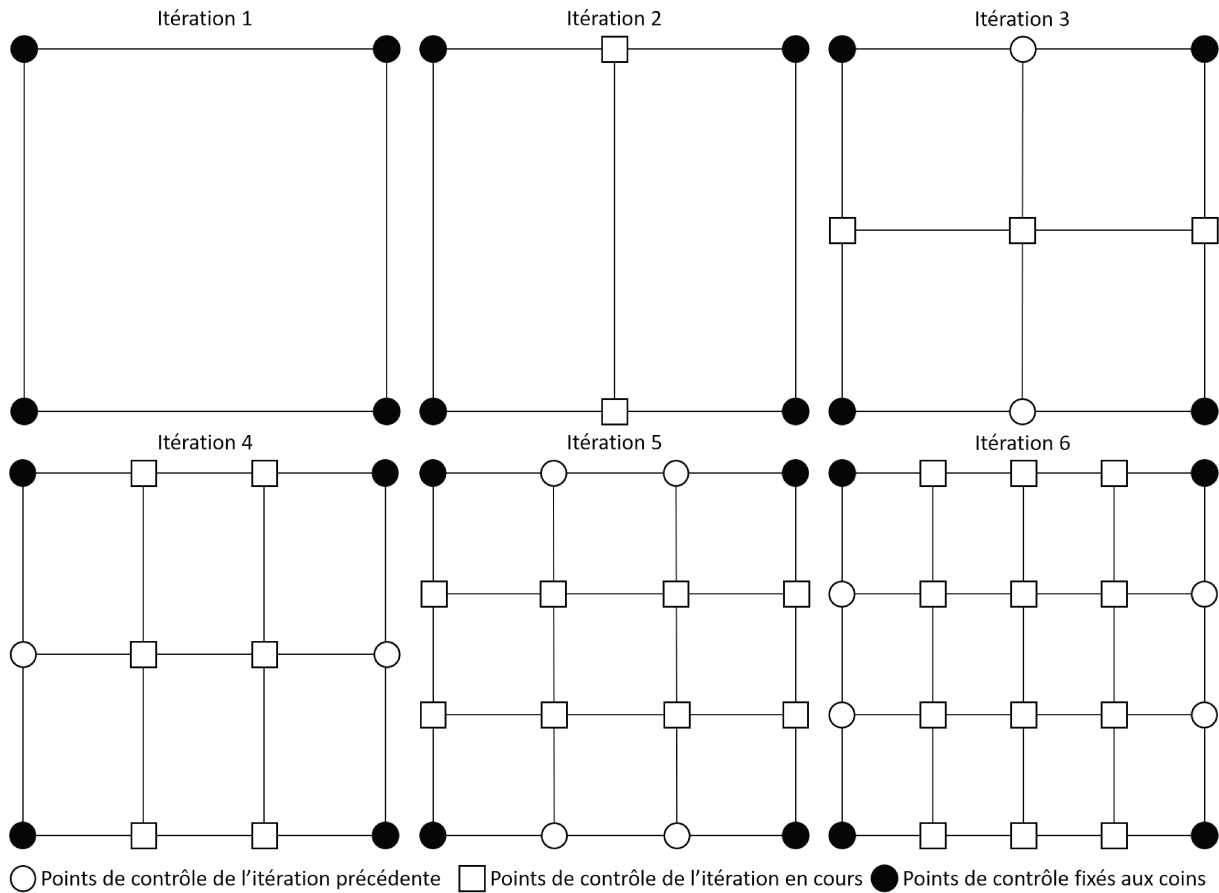 Itération 1
Itération 2
Itération 3
Itération 4
Itération 5
Itération 6
Points de contrôle de l'itération précédente
Points de contrôle de l'itération en cours
Points de contrôle fixés aux coins